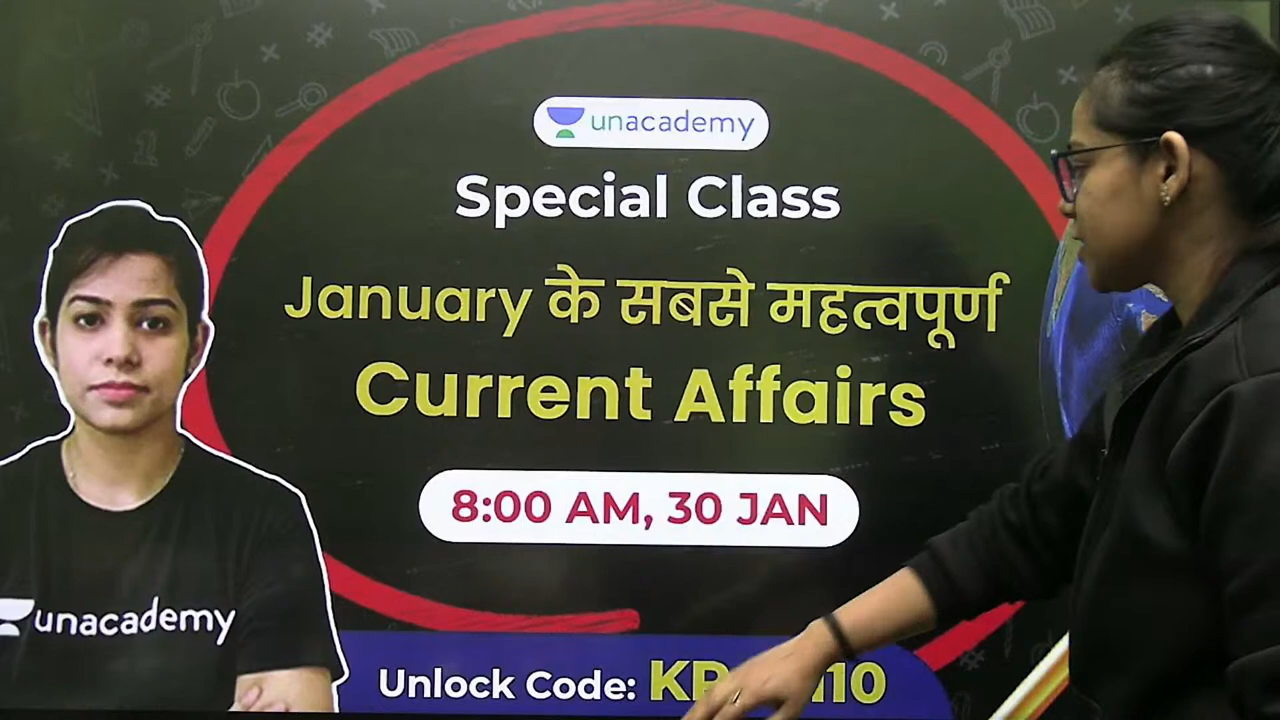 unacademy
Special Class
January के सबसे महत्वपूर्ण
Current Affairs
8:00 AM, 30 JAN
unacademy
Unlock Code: